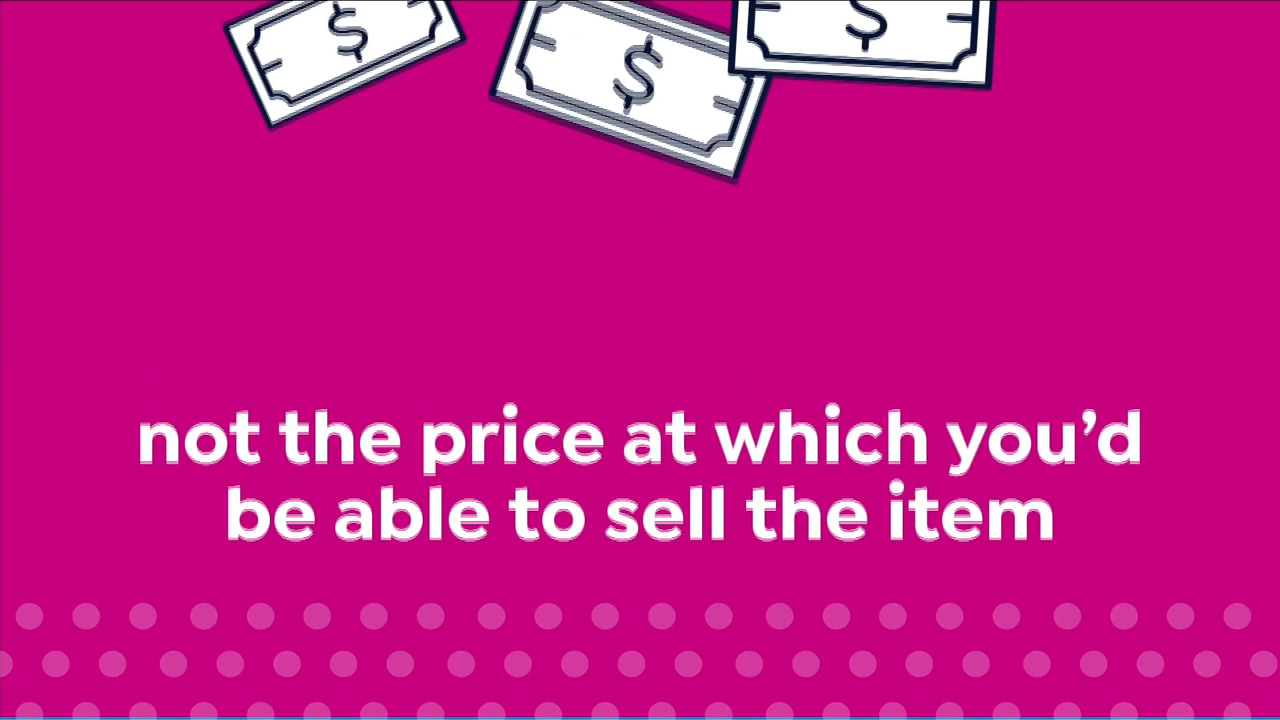 $ $ $
not the price at which you’d
be able to sell the item